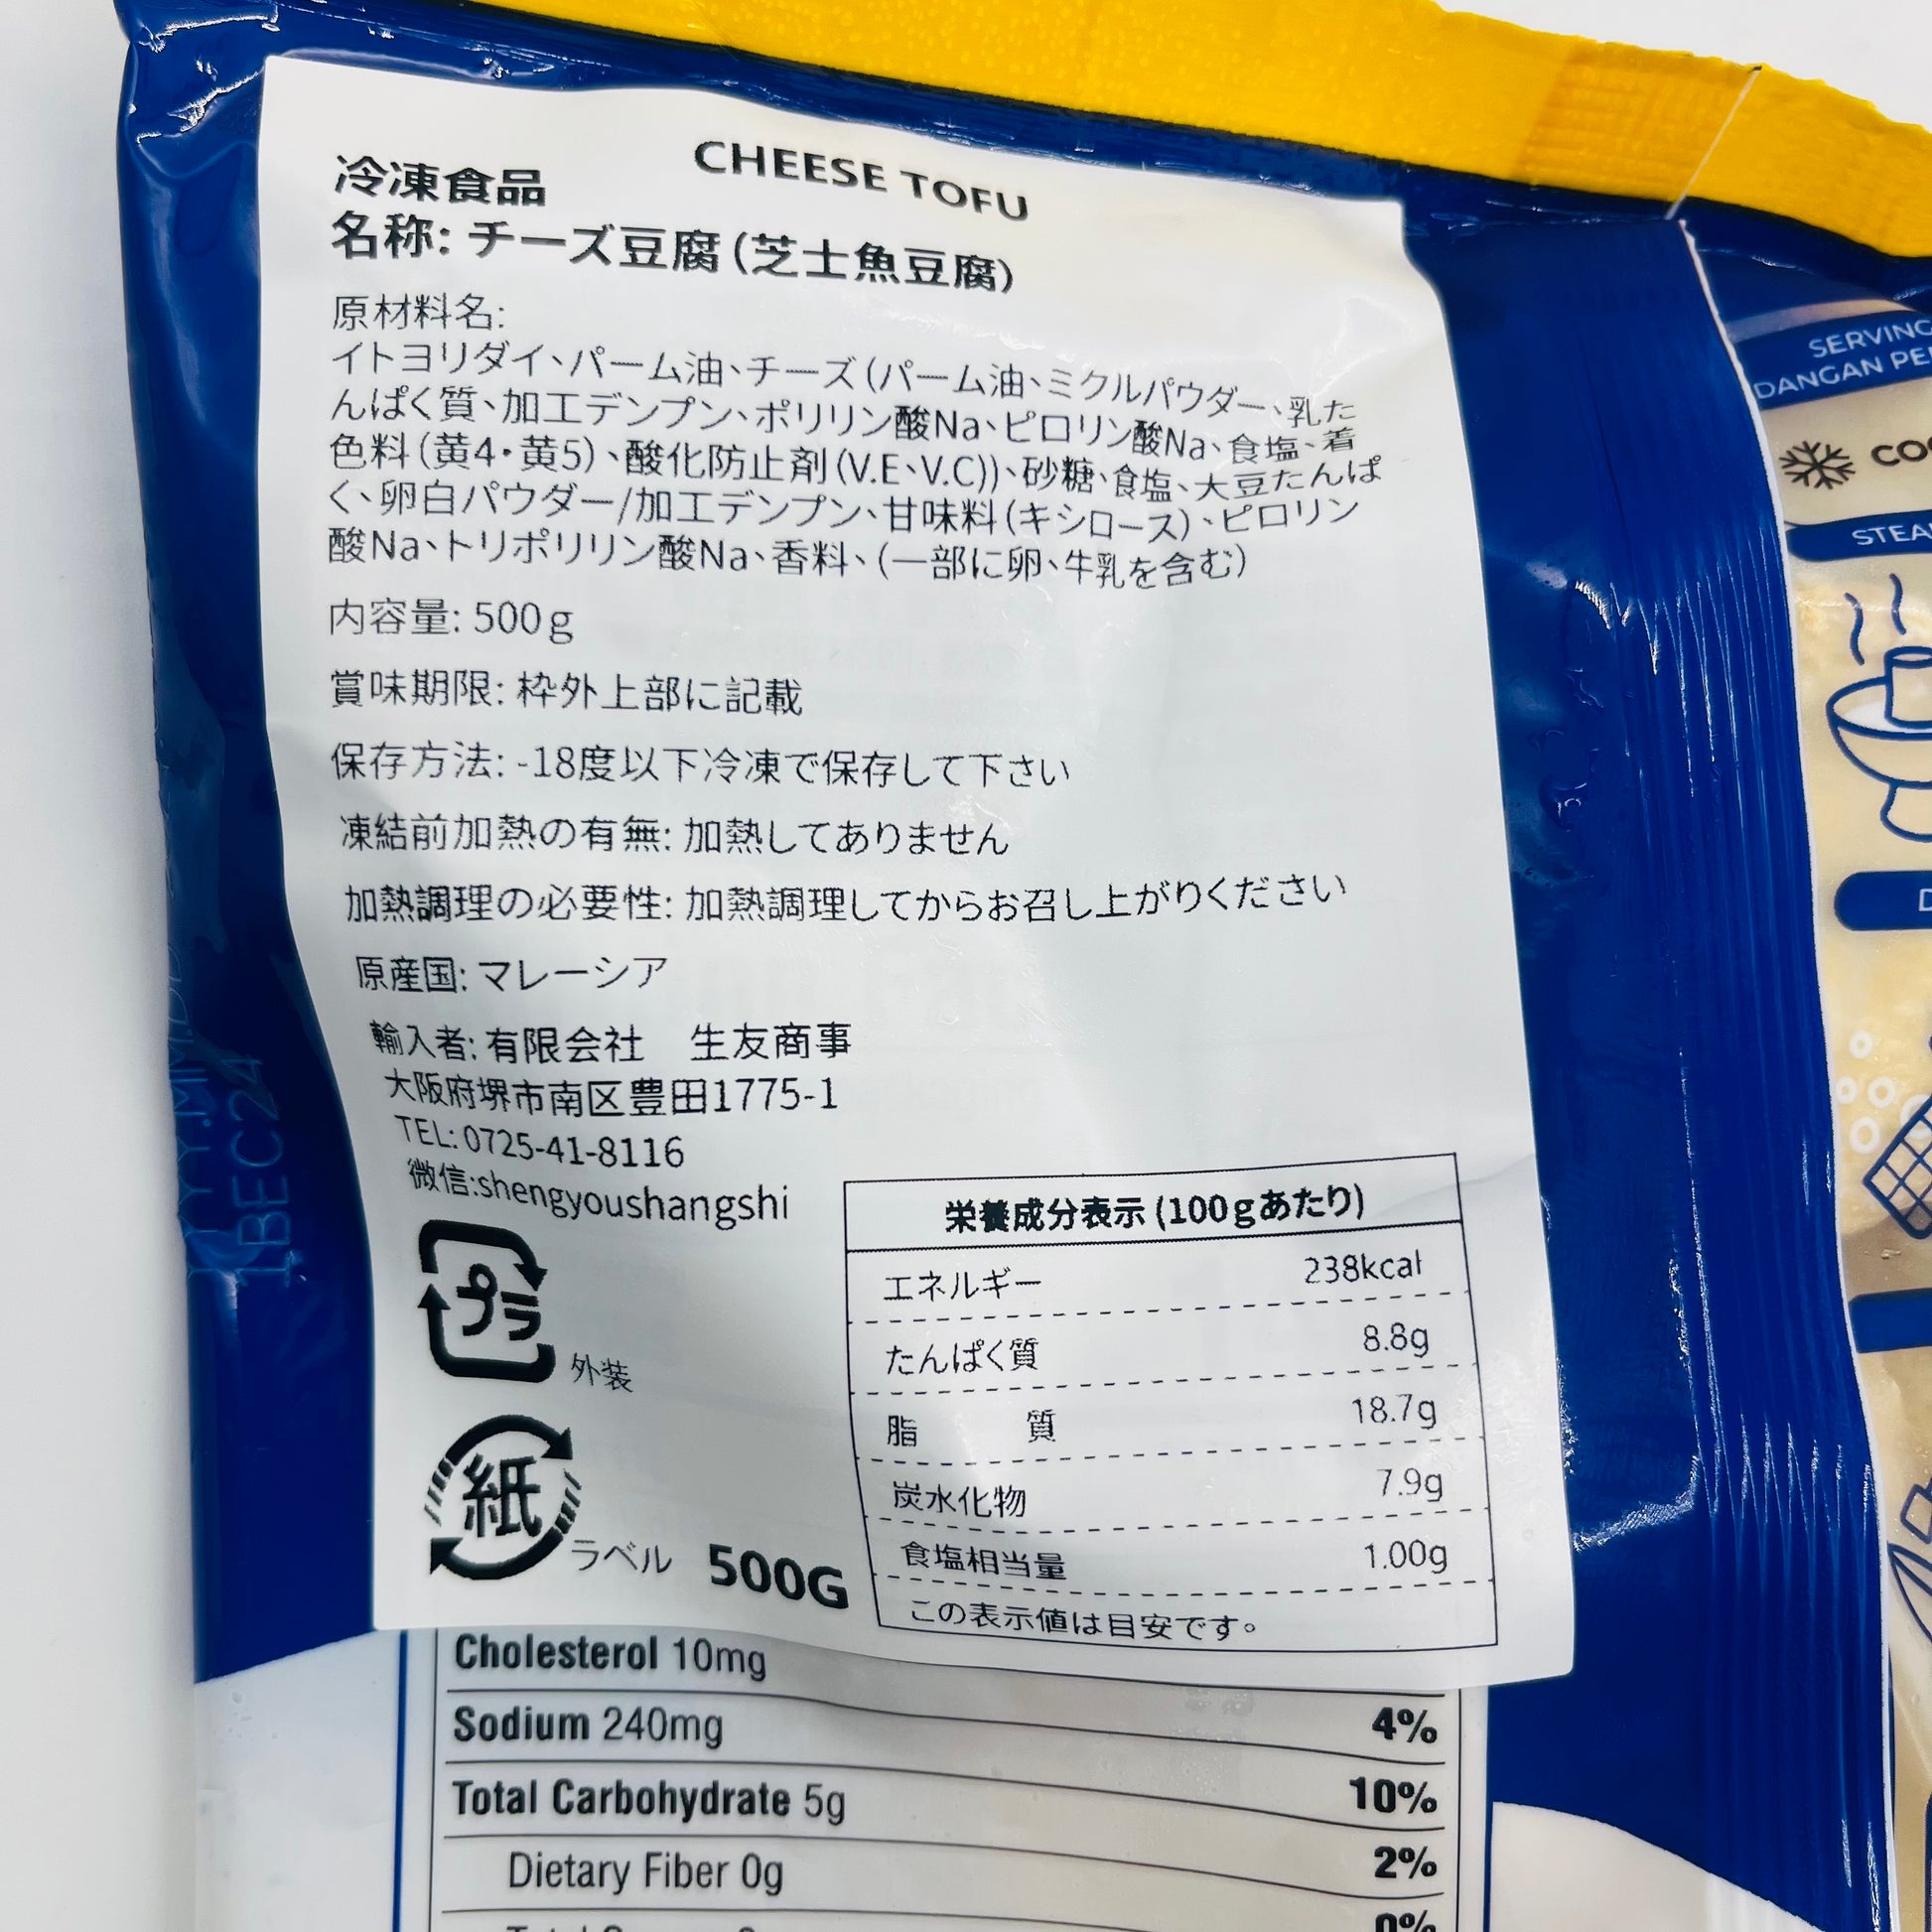 CHEESE TOFU
冷凍食品
名称: チーズ豆腐(芝士魚豆腐)
原材料名:
イトヨリダイ、パーム油、チーズ(パーム油、ミクルパウダー、乳た
んぱく質、加工デンプン、ポリリン酸Na、ピロリン酸Na、食塩、着
色料(黄4・黄5)、酸化防止剤(V.E、V.C))、砂糖、食塩、大豆たんぱ
く、卵白パウダー/加工デンプン、甘味料(キシロース)、ピロリン
酸Na、トリポリリン酸Na、香料、(一部に卵、牛乳を含む)
内容量: 500g
賞味期限: 枠外上部に記載
保存方法: -18度以下冷凍で保存して下さい
凍結前加熱の有無: 加熱してありません
加熱調理の必要性: 加熱調理してからお召し上がりください
原産国: マレーシア
輸入者: 有限会社　生友商事
大阪府堺市南区豊田1775-1
TEL: 0725-41-8116
微信:shengyoushangshi
プラ
外装
紙
ラベル
500G
栄養成分表示 (100gあたり)
エネルギー 238kcal
たんぱく質 8.8g
脂　質 18.7g
炭水化物 7.9g
食塩相当量 1.00g
この表示値は目安です。
Cholesterol 10mg
Sodium 240mg 4%
Total Carbohydrate 5g 10%
Dietary Fiber 0g 2%
0%
SERVING
DANGAN